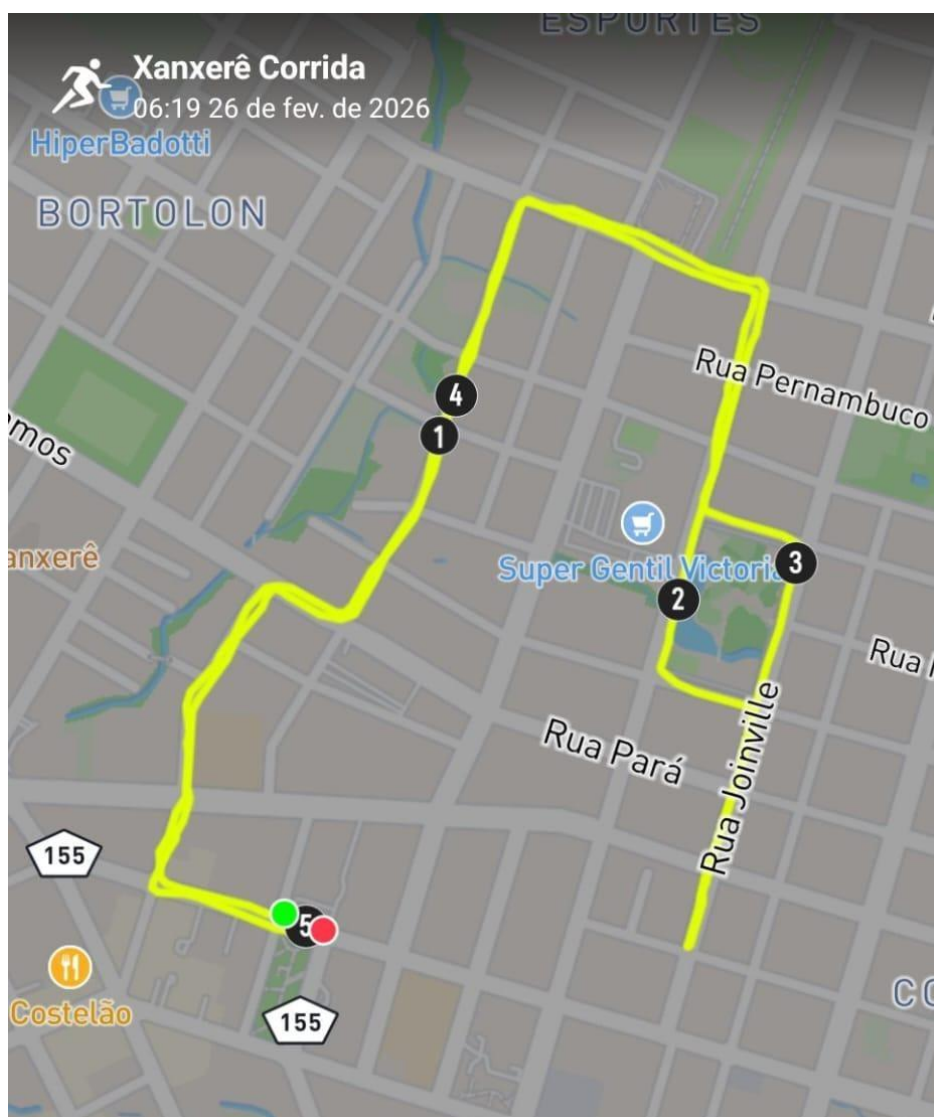 ESPORTES
Xanxerê Corrida
06:19 26 de fev. de 2026
HiperBadotti
BORTOLON
Rua Pernambuco
4
1
mos
anxerê
Super Gentil Victoria
3
2
Rua
Rua Pará
Rua Joinville
155
5
Costelão
155
CO